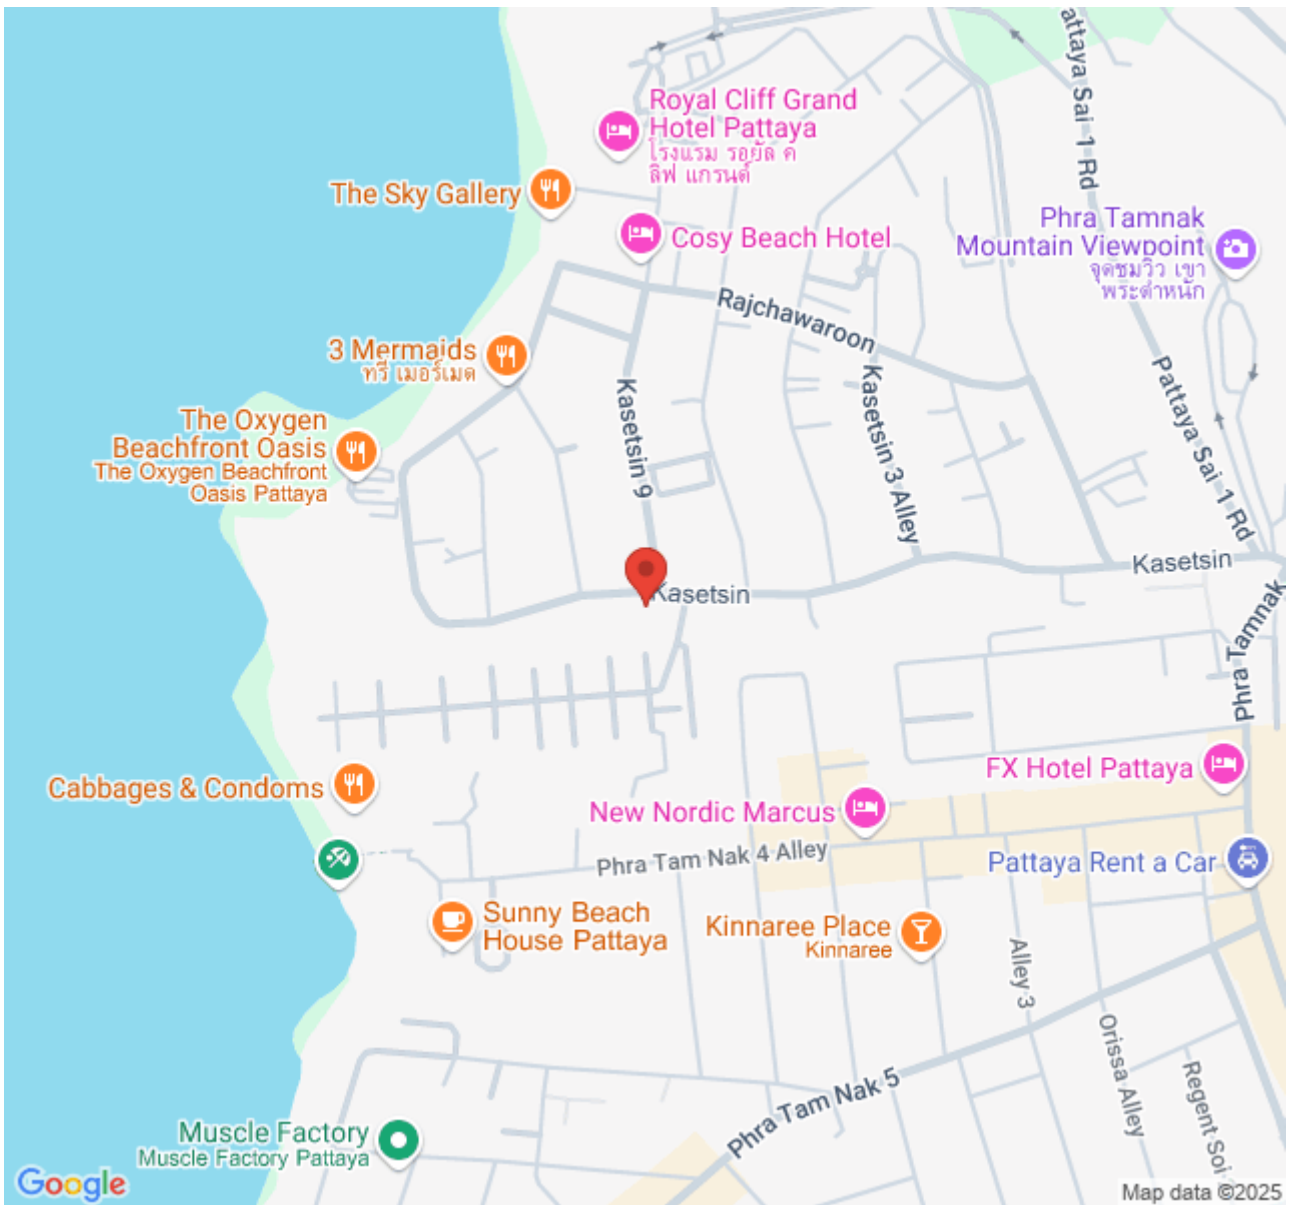 attaya Sai 1 Rd
Royal Cliff Grand
Hotel Pattaya
โรงแรม รอยัล ค
ลิฟ แกรนด์
The Sky Gallery
Cosy Beach Hotel
Phra Tamnak
Mountain Viewpoint
จุดชมวิว เขา
พระตำหนัก
Rajchawaroon
3 Mermaids
ทรี เมอร์เมด
Kasetsin 9
Kasetsin 3 Alley
Pattaya Sai 1 Rd
The Oxygen
Beachfront Oasis
The Oxygen Beachfront
Oasis Pattaya
Kasetsin
Kasetsin
Phra Tamnak
Cabbages & Condoms
FX Hotel Pattaya
New Nordic Marcus
Phra Tam Nak 4 Alley
Pattaya Rent a Car
Sunny Beach
House Pattaya
Kinnaree Place
Kinnaree
Alley 3
Orissa Alley
Regent Soi
Phra Tam Nak 5
Muscle Factory
Muscle Factory Pattaya
Google
Map data ©2025